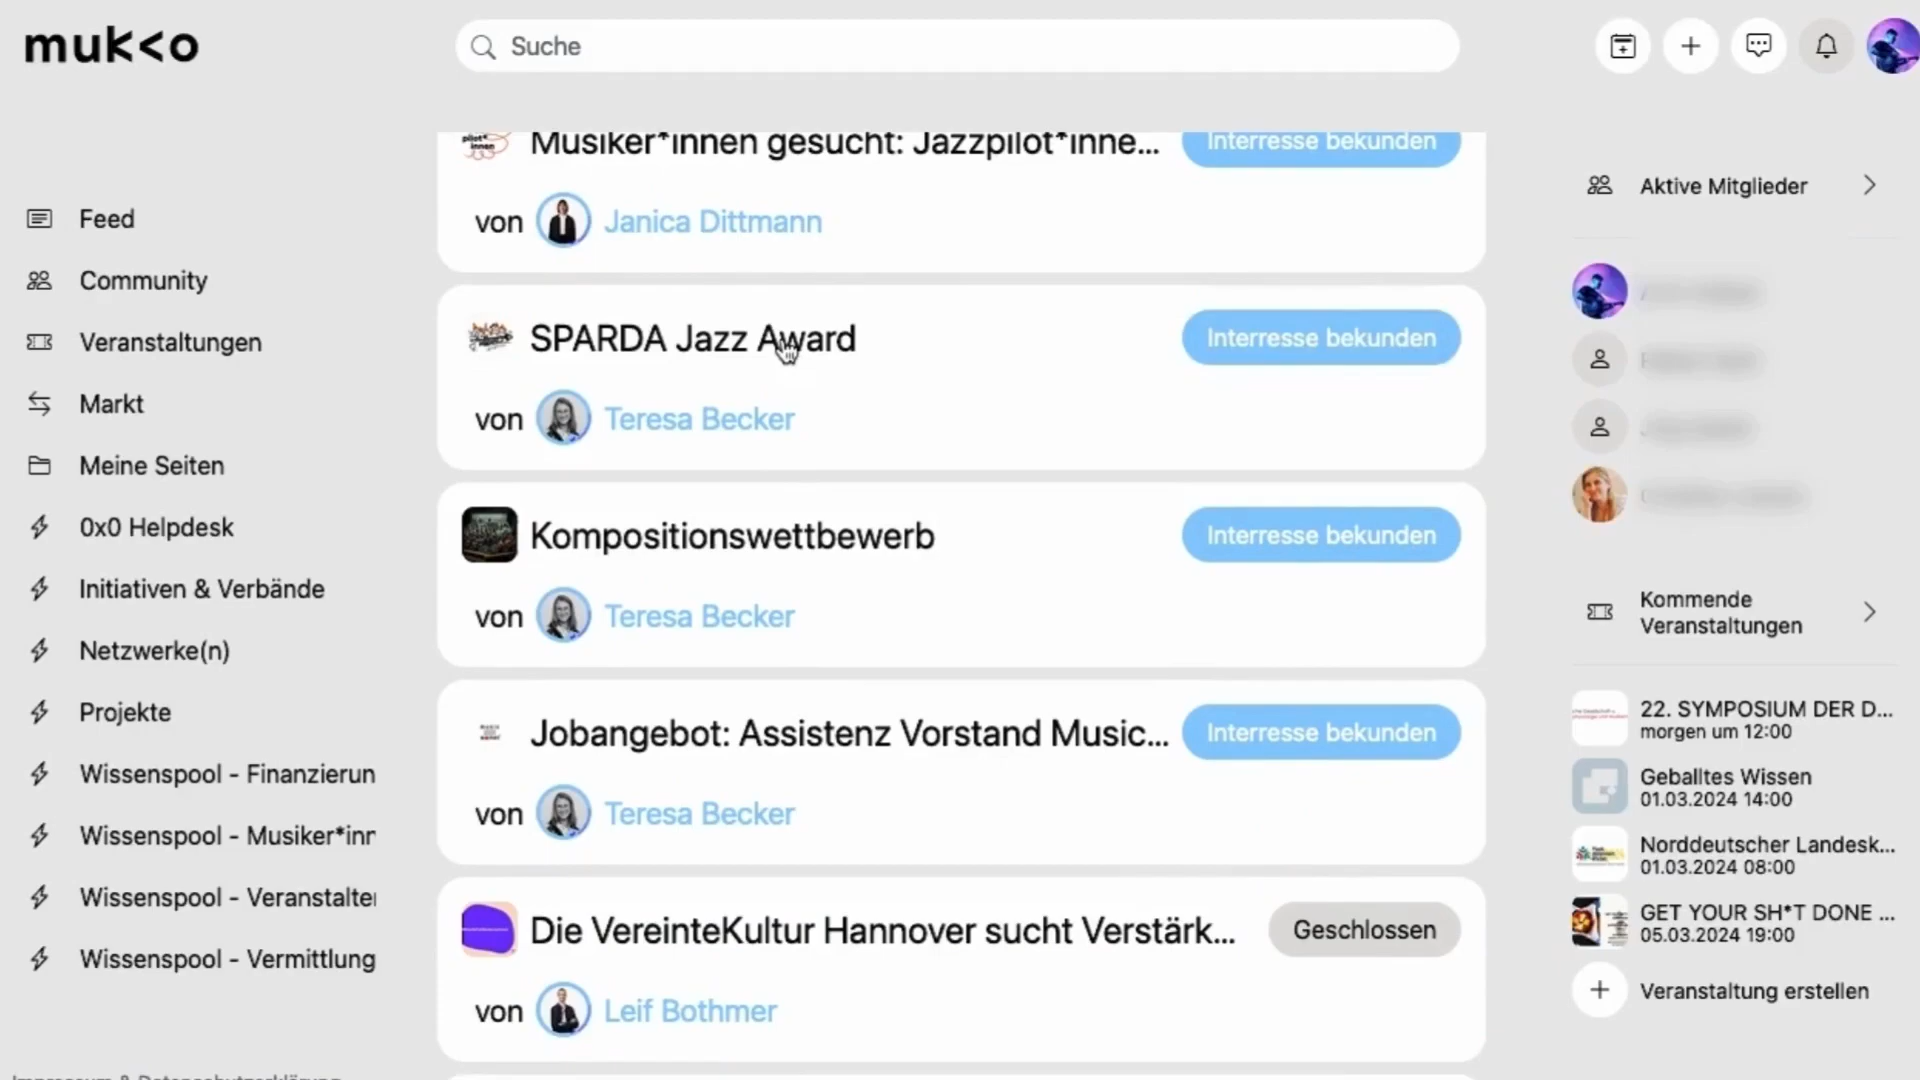 muk<o
Suche
Feed
Community
Veranstaltungen
Markt
Meine Seiten
0x0 Helpdesk
Initiativen & Verbände
Netzwerke(n)
Projekte
Wissenspool - Finanzierun
Wissenspool - Musiker*inr
Wissenspool - Veranstalter
Wissenspool - Vermittlung
Impressum & Datenschutzerklärung
pilot*
innen
Musiker*innen gesucht: Jazzpilot*inne...
Interresse bekunden
von Janica Dittmann
SPARDA Jazz Award
Interresse bekunden
von Teresa Becker
Kompositionswettbewerb
Interresse bekunden
von Teresa Becker
Jobangebot: Assistenz Vorstand Music...
Interresse bekunden
von Teresa Becker
Die VereinteKultur Hannover sucht Verstärk...
Geschlossen
von Leif Bothmer
Aktive Mitglieder
Kommende
Veranstaltungen
22. SYMPOSIUM DER D...
morgen um 12:00
Geballtes Wissen
01.03.2024 14:00
Norddeutscher Landesk...
01.03.2024 08:00
GET YOUR SH*T DONE ...
05.03.2024 19:00
Veranstaltung erstellen